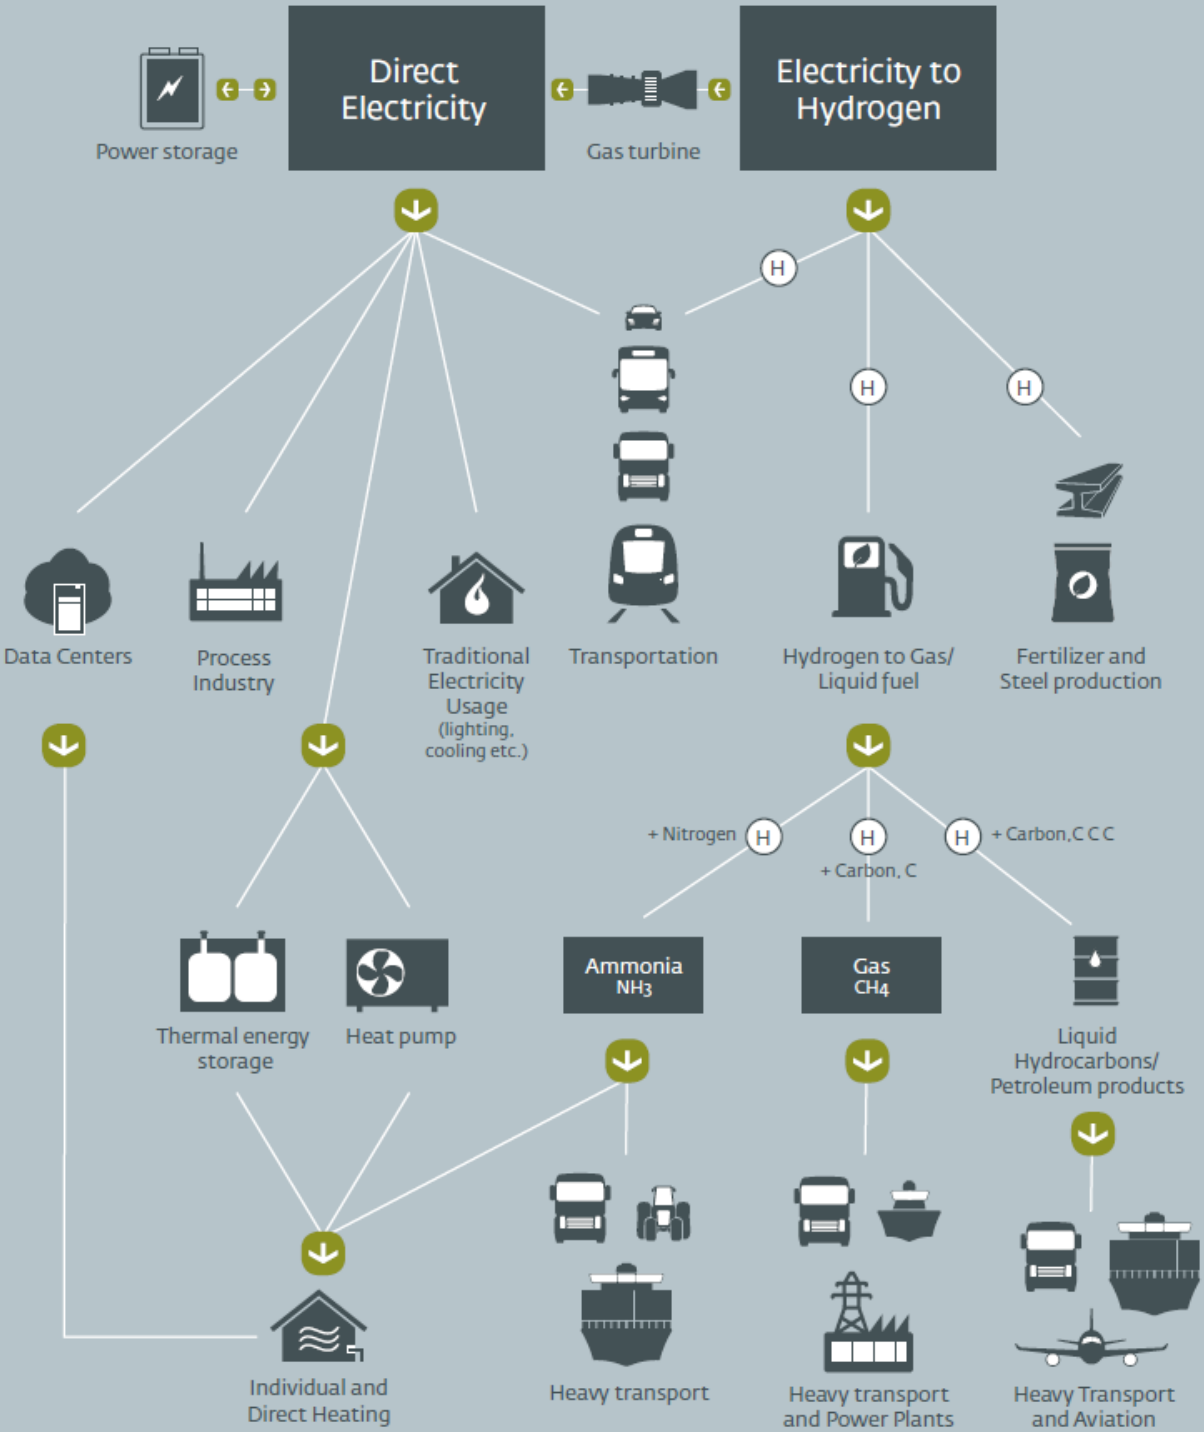 Direct
Electricity
Electricity to
Hydrogen
Power storage
Gas turbine
H
H
H
Data Centers
Process
Industry
Traditional
Electricity
Usage
(lighting,
cooling etc.)
Transportation
Hydrogen to Gas/
Liquid fuel
Fertilizer and
Steel production
+ Nitrogen H
H
+ Carbon, C
H + Carbon,C C C
Thermal energy
storage
Heat pump
Ammonia
NH3
Gas
CH4
Liquid
Hydrocarbons/
Petroleum products
Individual and
Direct Heating
Heavy transport
Heavy transport
and Power Plants
Heavy Transport
and Aviation